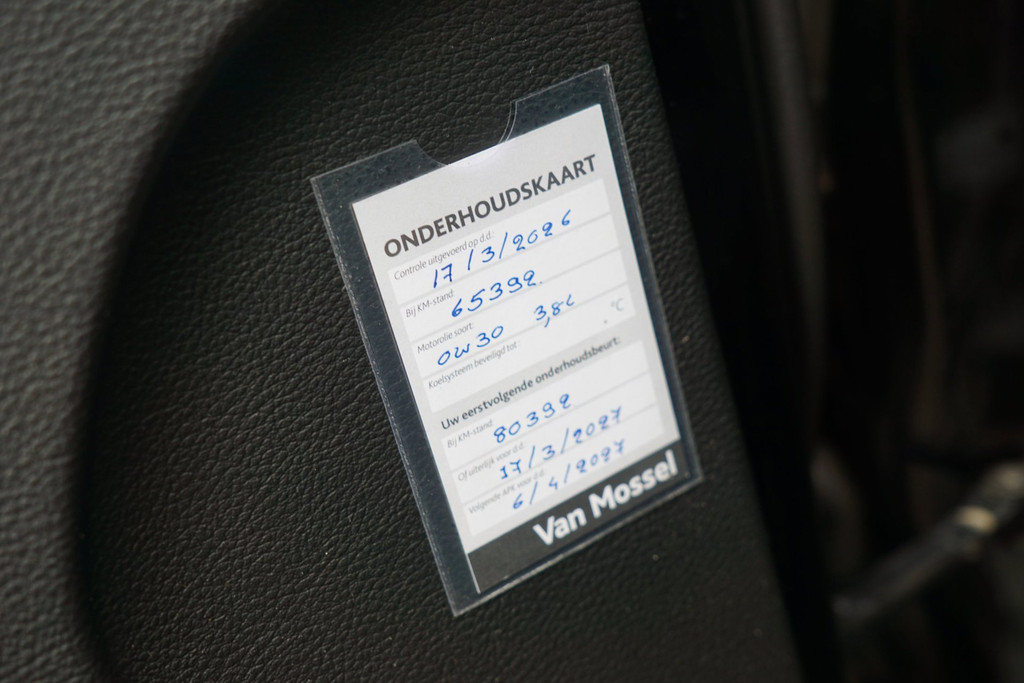 ONDERHOUDSKAART
Controle uitgevoerd op d.d.:
17/3/2026
Bij KM-stand:
65392
Motorolie soort:
0W30 3,8L
Koelsysteem beveiligd tot: °C
Uw eerstvolgende onderhoudsbeurt:
Bij KM-stand:
80392
Of uiterlijk voor d.d.:
17/3/2027
Volgende APK voor d.d.:
6/4/2027
Van Mossel